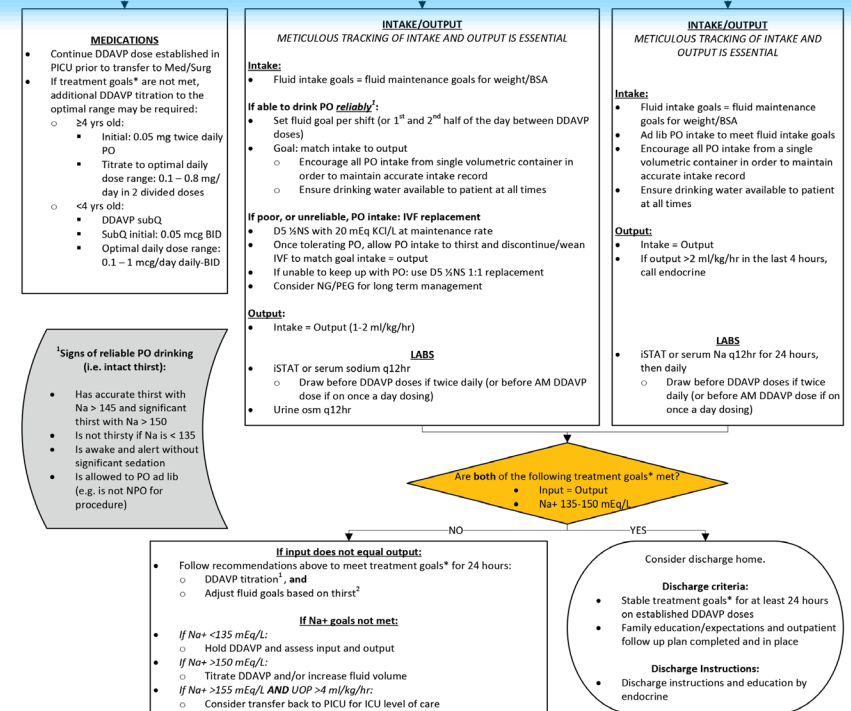 MEDICATIONS
• Continue DDAVP dose established in
PICU prior to transfer to Med/Surg
• If treatment goals* are not met,
additional DDAVP titration to the
optimal range may be required:
o ≥4 yrs old:
▪ Initial: 0.05 mg twice daily
PO
▪ Titrate to optimal daily
dose range: 0.1 – 0.8 mg/
day in 2 divided doses
o <4 yrs old:
▪ DDAVP subQ
▪ SubQ initial: 0.05 mcg BID
▪ Optimal daily dose range:
0.1 – 1 mcg/day daily-BID
INTAKE/OUTPUT
METICULOUS TRACKING OF INTAKE AND OUTPUT IS ESSENTIAL
Intake:
• Fluid intake goals = fluid maintenance goals for weight/BSA
If able to drink PO reliably¹:
• Set fluid goal per shift (or 1st and 2nd half of the day between DDAVP
doses)
• Goal: match intake to output
o Encourage all PO intake from single volumetric container in
order to maintain accurate intake record
o Ensure drinking water available to patient at all times
If poor, or unreliable, PO intake: IVF replacement
• D5 ½NS with 20 mEq KCl/L at maintenance rate
• Once tolerating PO, allow PO intake to thirst and discontinue/wean
IVF to match goal intake = output
• If unable to keep up with PO: use D5 ½NS 1:1 replacement
• Consider NG/PEG for long term management
Output:
• Intake = Output (1-2 ml/kg/hr)
LABS
• iSTAT or serum sodium q12hr
o Draw before DDAVP doses if twice daily (or before AM DDAVP
dose if on once a day dosing)
• Urine osm q12hr
INTAKE/OUTPUT
METICULOUS TRACKING OF INTAKE AND
OUTPUT IS ESSENTIAL
Intake:
• Fluid intake goals = fluid maintenance
goals for weight/BSA
• Ad lib PO intake to meet fluid intake goals
• Encourage all PO intake from a single
volumetric container in order to maintain
accurate intake record
• Ensure drinking water available to patient
at all times
Output:
• Intake = Output
• If output >2 ml/kg/hr in the last 4 hours,
call endocrine
LABS
• iSTAT or serum Na q12hr for 24 hours,
then daily
o Draw before DDAVP doses if twice
daily (or before AM DDAVP dose if on
once a day dosing)
¹Signs of reliable PO drinking
(i.e. intact thirst):
• Has accurate thirst with
Na > 145 and significant
thirst with Na > 150
• Is not thirsty if Na is < 135
• Is awake and alert without
significant sedation
• Is allowed to PO ad lib
(e.g. is not NPO for
procedure)
Are both of the following treatment goals* met?
• Input = Output
• Na+ 135-150 mEq/L
NO
YES
If input does not equal output:
• Follow recommendations above to meet treatment goals* for 24 hours:
o DDAVP titration¹, and
o Adjust fluid goals based on thirst²
If Na+ goals not met:
• If Na+ <135 mEq/L:
o Hold DDAVP and assess input and output
• If Na+ >150 mEq/L:
o Titrate DDAVP and/or increase fluid volume
• If Na+ >155 mEq/L AND UOP >4 ml/kg/hr:
o Consider transfer back to PICU for ICU level of care
Consider discharge home.
Discharge criteria:
• Stable treatment goals* for at least 24 hours
on established DDAVP doses
• Family education/expectations and outpatient
follow up plan completed and in place
Discharge Instructions:
• Discharge instructions and education by
endocrine